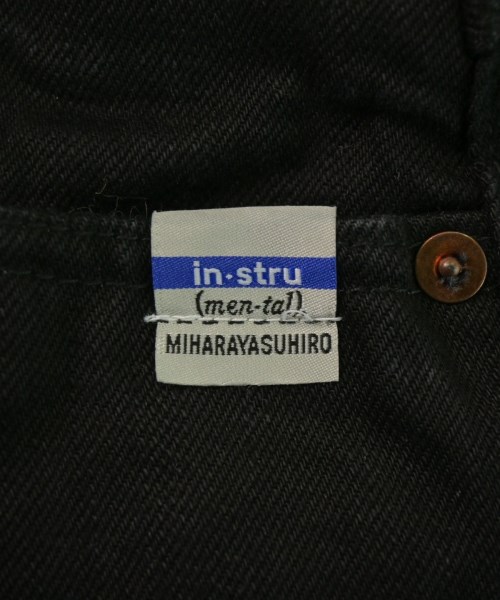 in·stru
(men-tal)
MIHARAYASUHIRO